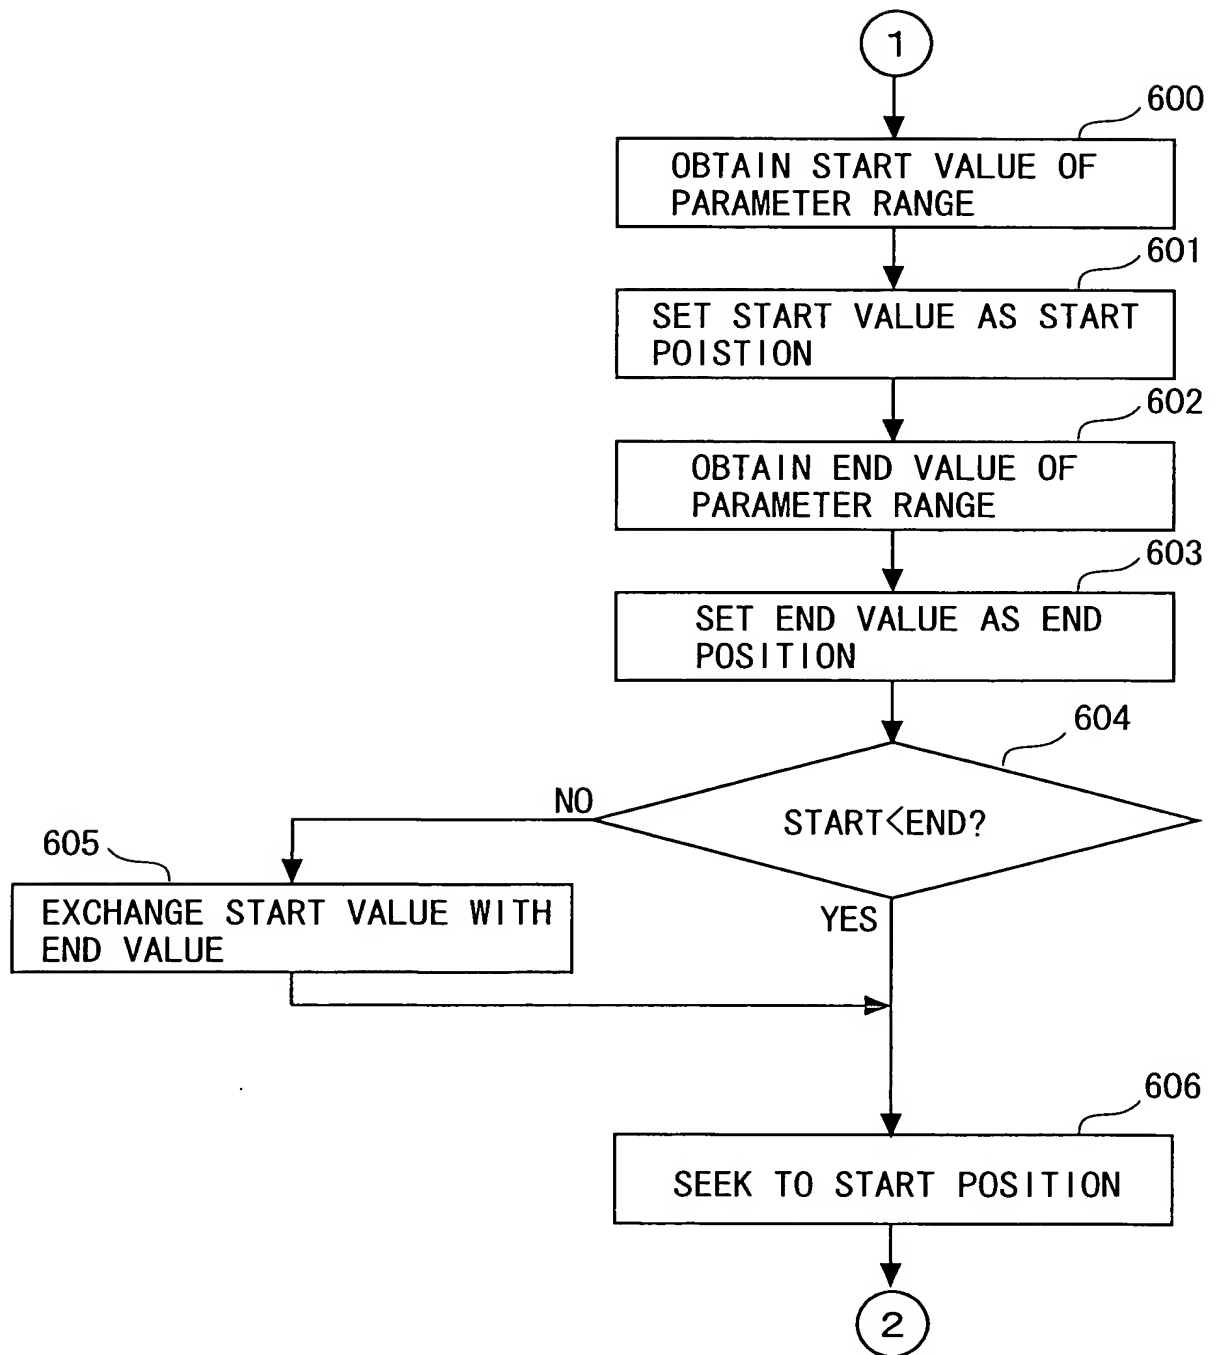 1
600
OBTAIN START VALUE OF
PARAMETER RANGE
601
SET START VALUE AS START
POISTION
602
OBTAIN END VALUE OF
PARAMETER RANGE
603
SET END VALUE AS END
POSITION
604
START<END?
NO
YES
605
EXCHANGE START VALUE WITH
END VALUE
606
SEEK TO START POSITION
2